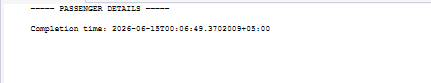 ----- PASSENGER DETAILS -----
Completion time: 2026-06-15T00:06:49.3702009+05:00